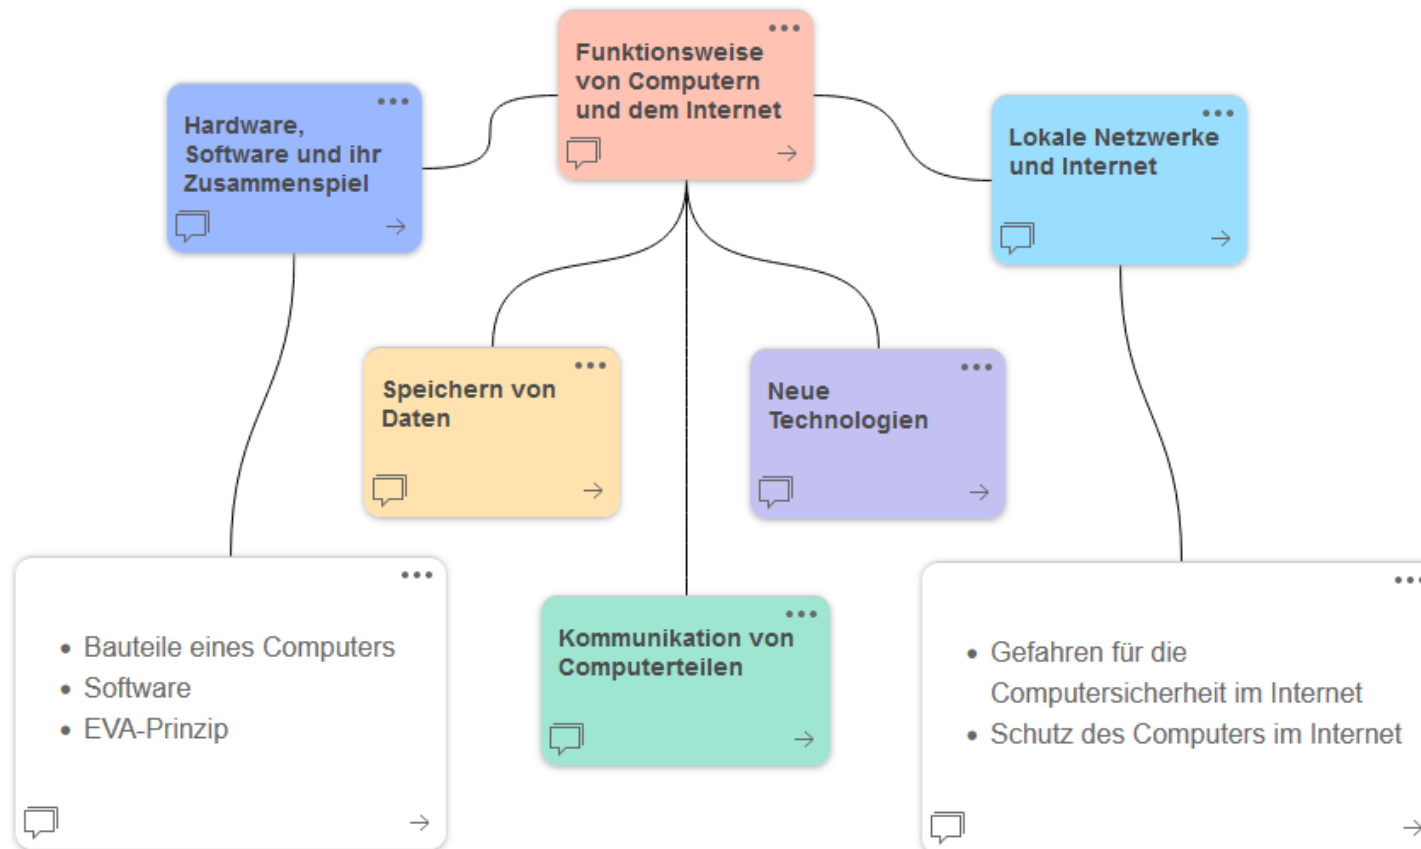 Funktionsweise
von Computern
und dem Internet
Hardware,
Software und ihr
Zusammenspiel
Lokale Netzwerke
und Internet
Speichern von
Daten
Neue
Technologien
• Bauteile eines Computers
• Software
• EVA-Prinzip
Kommunikation von
Computerteilen
• Gefahren für die
Computersicherheit im Internet
• Schutz des Computers im Internet